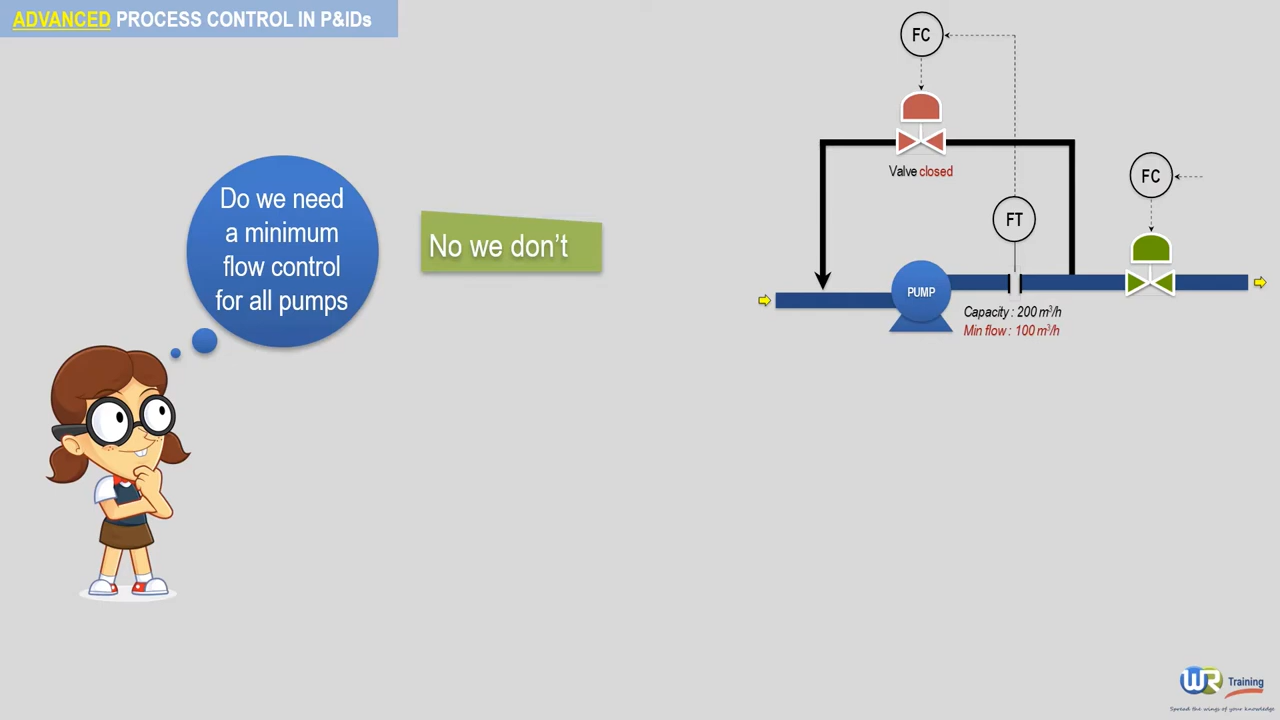 ADVANCED PROCESS CONTROL IN P&IDs
Do we need
a minimum
flow control
for all pumps
No we don't
FC
Valve closed
FC
FT
PUMP
Capacity : 200 m³/h
Min flow : 100 m³/h
WR Training
Spread the wings of your knowledge